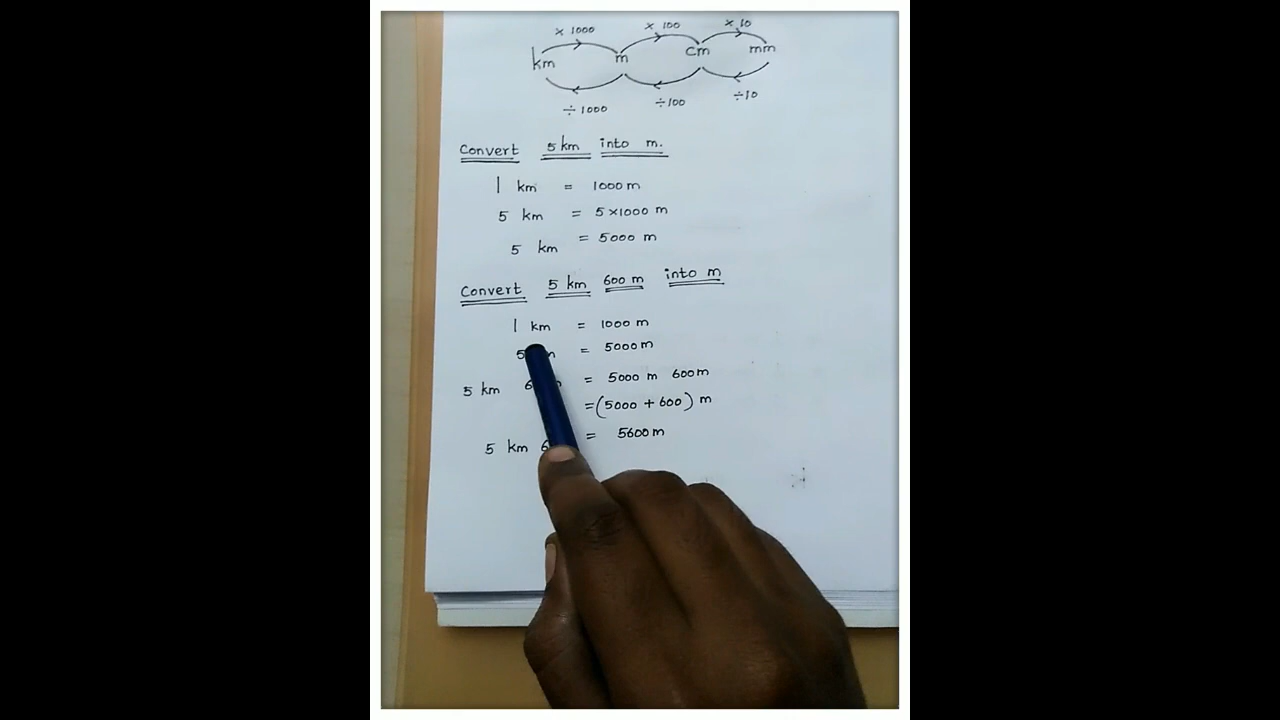 × 1000 × 100 × 10
km m cm mm
÷ 1000 ÷100 ÷10
Convert 5 km into m.
1 km = 1000 m
5 km = 5 ×1000 m
5 km = 5000 m
Convert 5 km 600 m into m
1 km = 1000 m
5 = 5000 m
5 km = 5000 m 600 m
= (5000 + 600) m
5 km = 5600 m